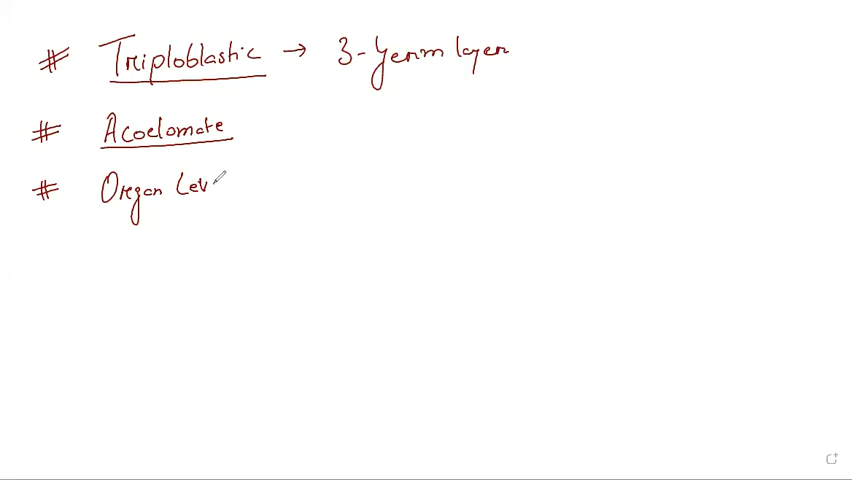 # Triploblastic → 3-Germ layer
# Acoelomate
# Organ Lev